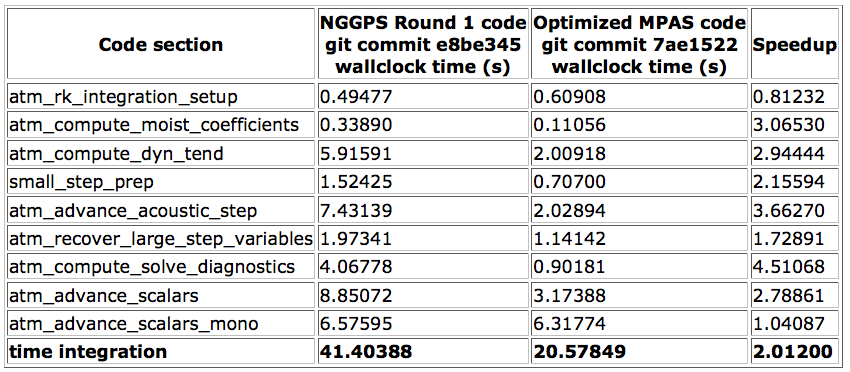 Code section NGGPS Round 1 code git commit e8be345 wallclock time (s) Optimized MPAS code git commit 7ae1522 wallclock time (s) Speedup
atm_rk_integration_setup 0.49477 0.60908 0.81232
atm_compute_moist_coefficients 0.33890 0.11056 3.06530
atm_compute_dyn_tend 5.91591 2.00918 2.94444
small_step_prep 1.52425 0.70700 2.15594
atm_advance_acoustic_step 7.43139 2.02894 3.66270
atm_recover_large_step_variables 1.97341 1.14142 1.72891
atm_compute_solve_diagnostics 4.06778 0.90181 4.51068
atm_advance_scalars 8.85072 3.17388 2.78861
atm_advance_scalars_mono 6.57595 6.31774 1.04087
time integration 41.40388 20.57849 2.01200